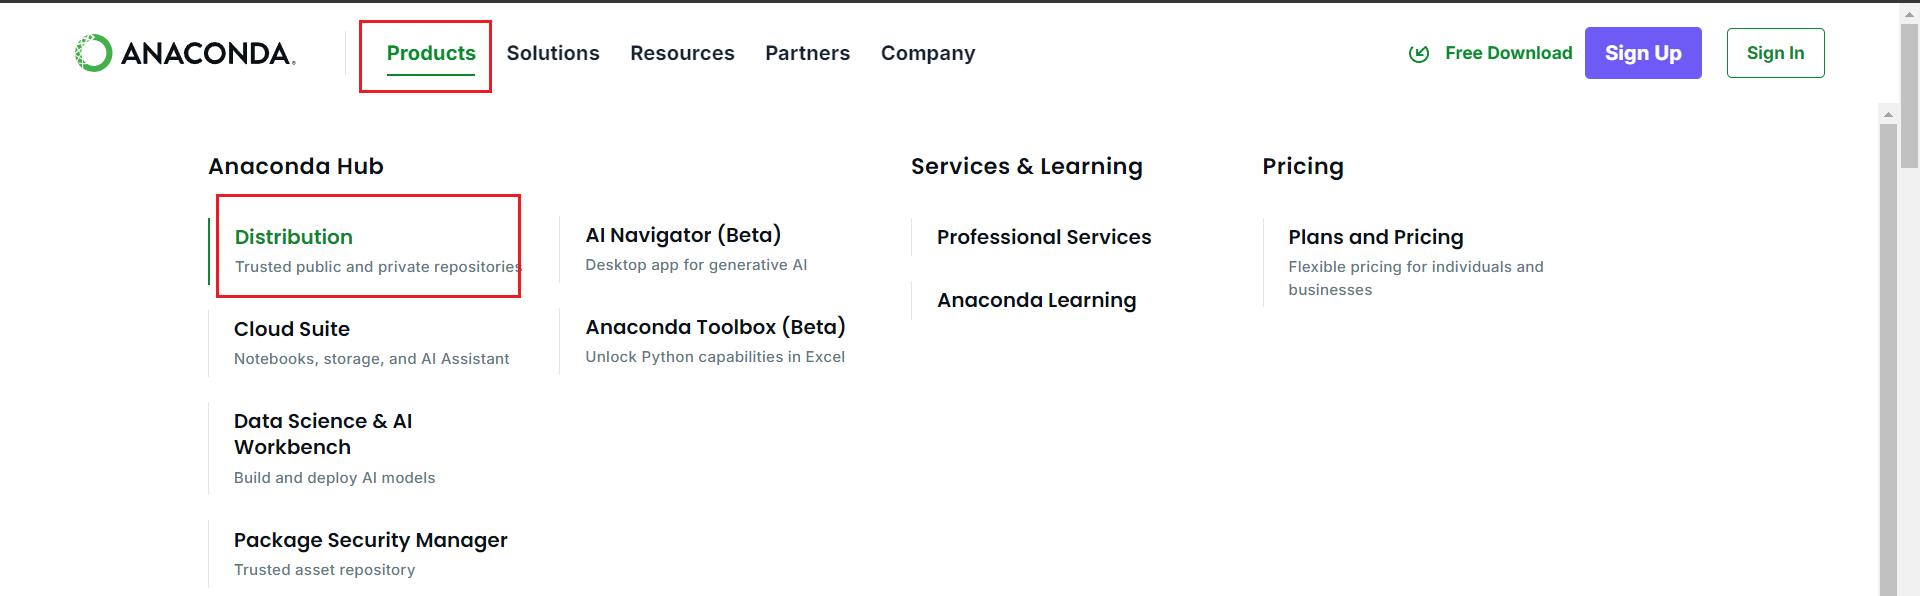 ANACONDA.
Products
Solutions
Resources
Partners
Company
Free Download
Sign Up
Sign In
Anaconda Hub
Distribution
Trusted public and private repositories
Cloud Suite
Notebooks, storage, and AI Assistant
Data Science & AI
Workbench
Build and deploy AI models
Package Security Manager
Trusted asset repository
AI Navigator (Beta)
Desktop app for generative AI
Anaconda Toolbox (Beta)
Unlock Python capabilities in Excel
Services & Learning
Professional Services
Anaconda Learning
Pricing
Plans and Pricing
Flexible pricing for individuals and
businesses